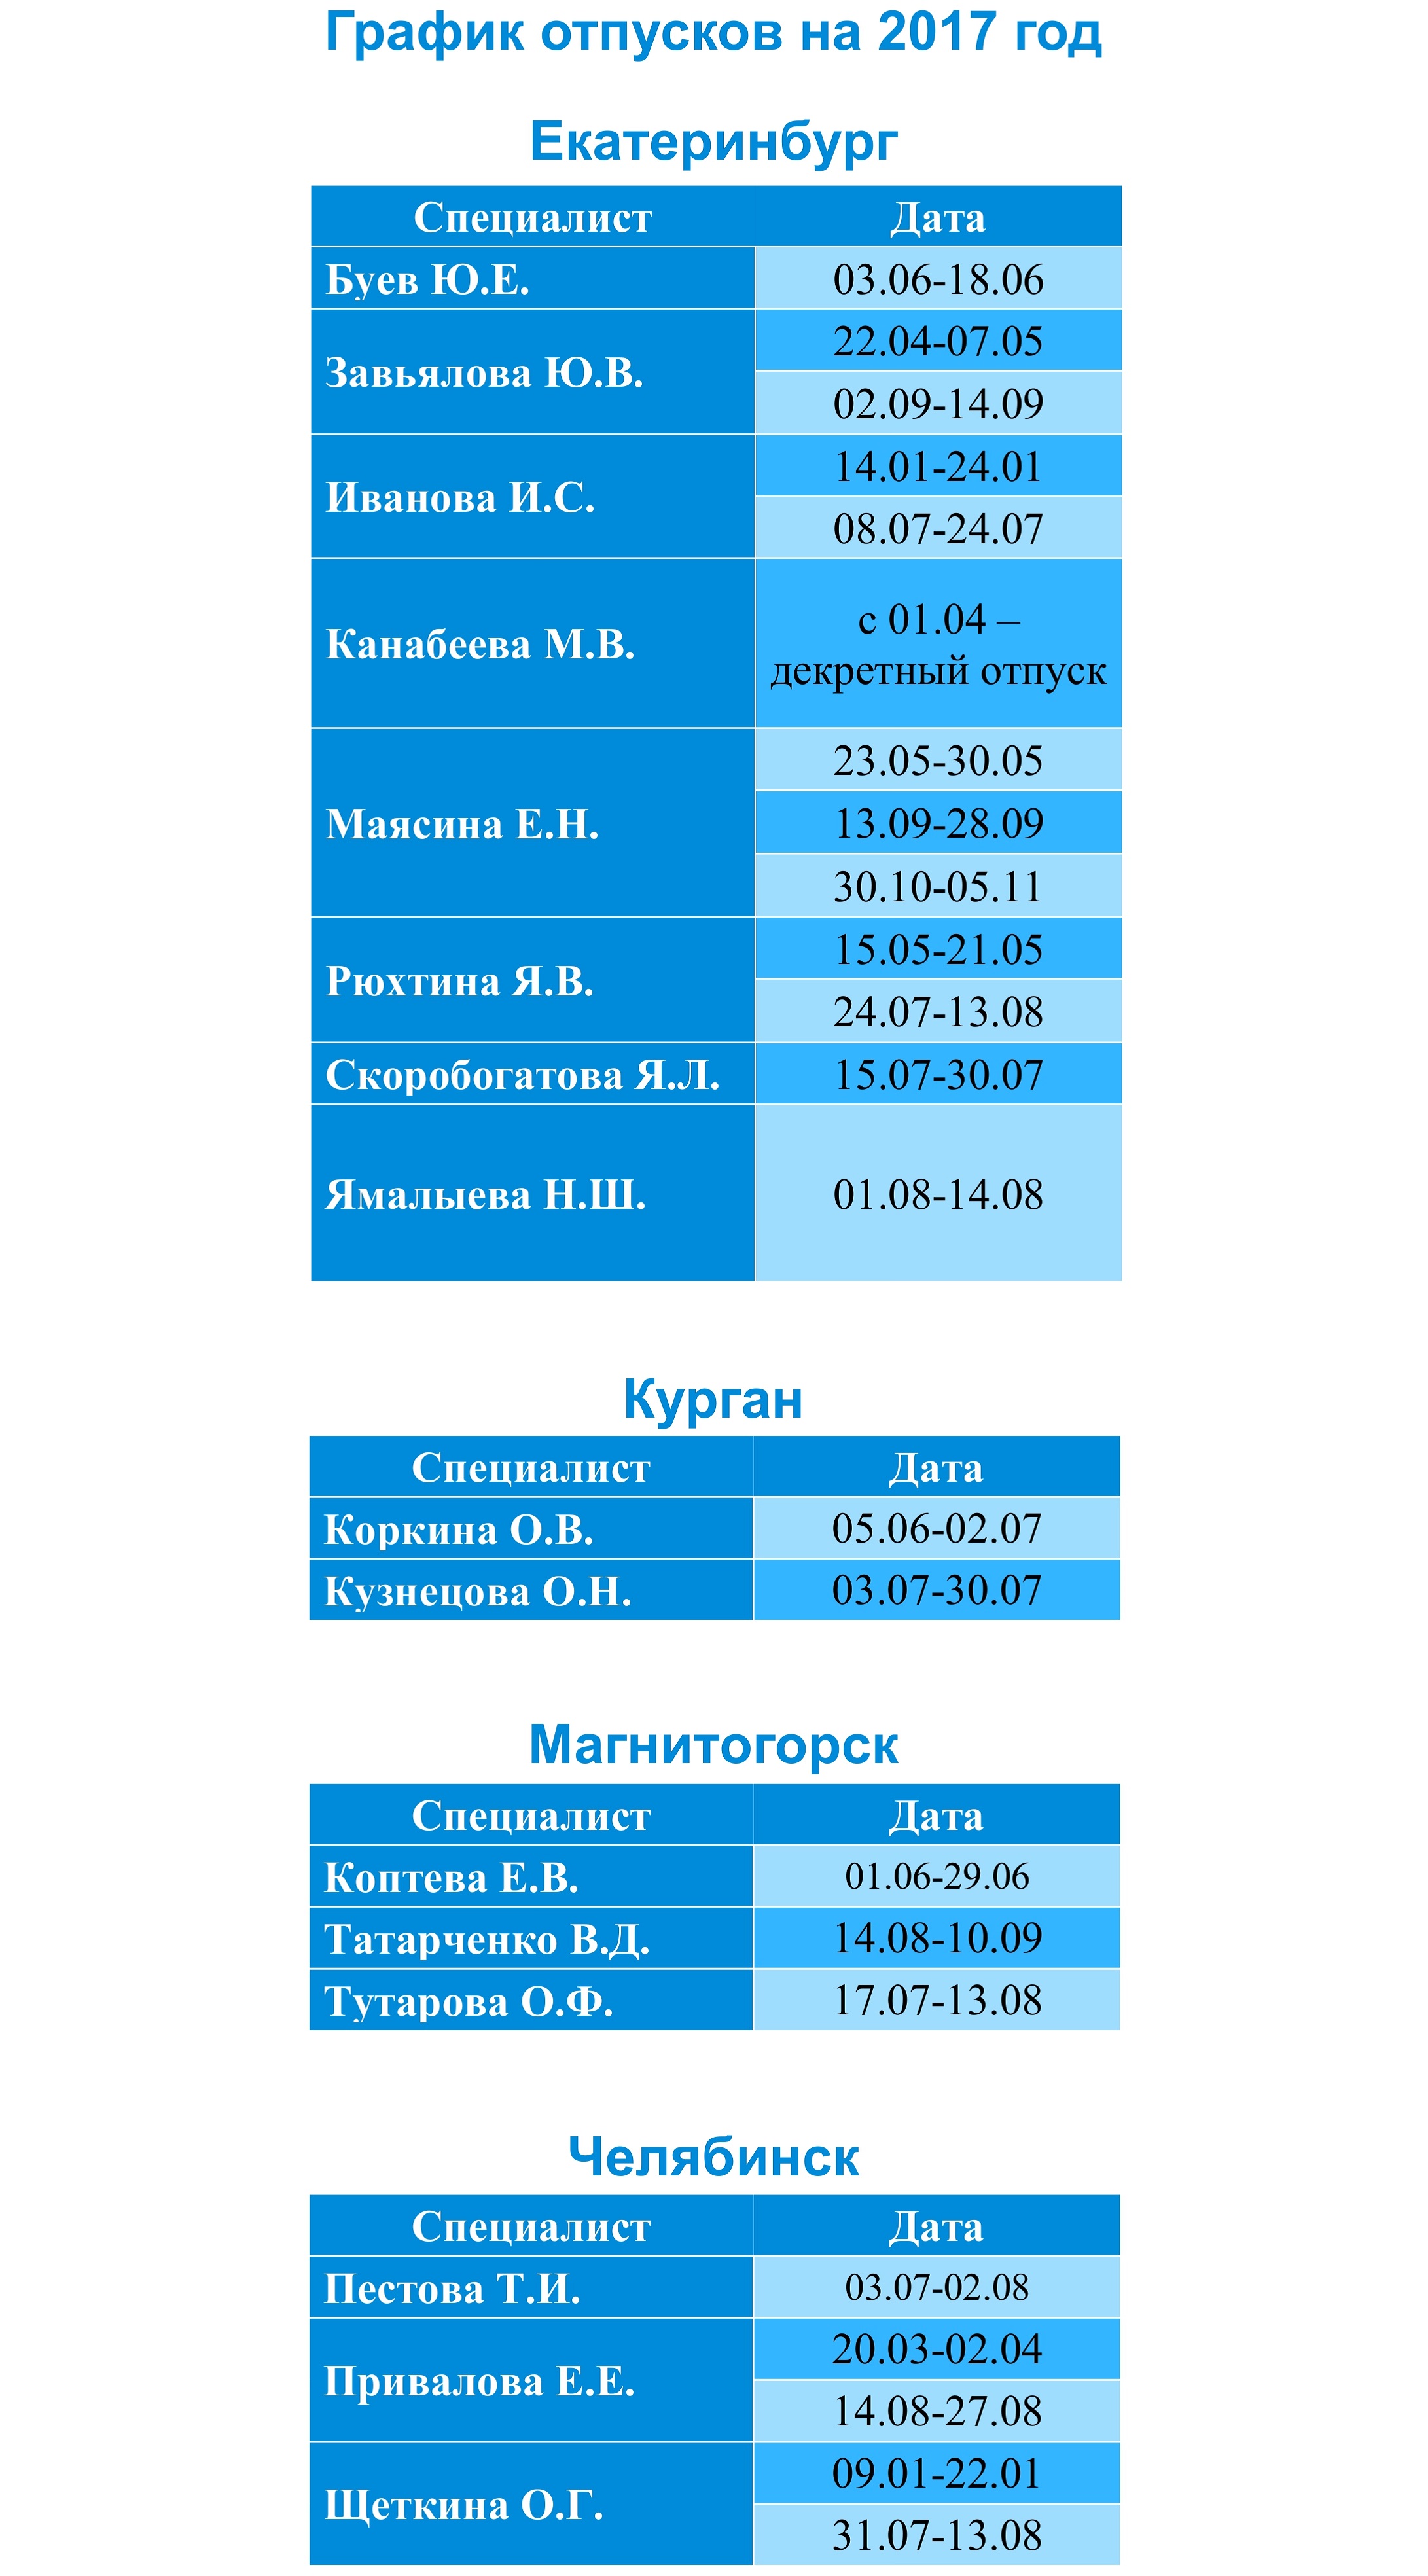 График отпусков на 2017 год
Екатеринбург
Специалист Дата
Буев Ю.Е. 03.06-18.06
Завьялова Ю.В. 22.04-07.05
02.09-14.09
Иванова И.С. 14.01-24.01
08.07-24.07
Канабеева М.В. с 01.04 –
декретный отпуск
Маясина Е.Н. 23.05-30.05
13.09-28.09
30.10-05.11
Рюхтина Я.В. 15.05-21.05
24.07-13.08
Скоробогатова Я.Л. 15.07-30.07
Ямалыева Н.Ш. 01.08-14.08
Курган
Специалист Дата
Коркина О.В. 05.06-02.07
Кузнецова О.Н. 03.07-30.07
Магнитогорск
Специалист Дата
Коптева Е.В. 01.06-29.06
Татарченко В.Д. 14.08-10.09
Тутарова О.Ф. 17.07-13.08
Челябинск
Специалист Дата
Пестова Т.И. 03.07-02.08
Привалова Е.Е. 20.03-02.04
14.08-27.08
Щеткина О.Г. 09.01-22.01
31.07-13.08